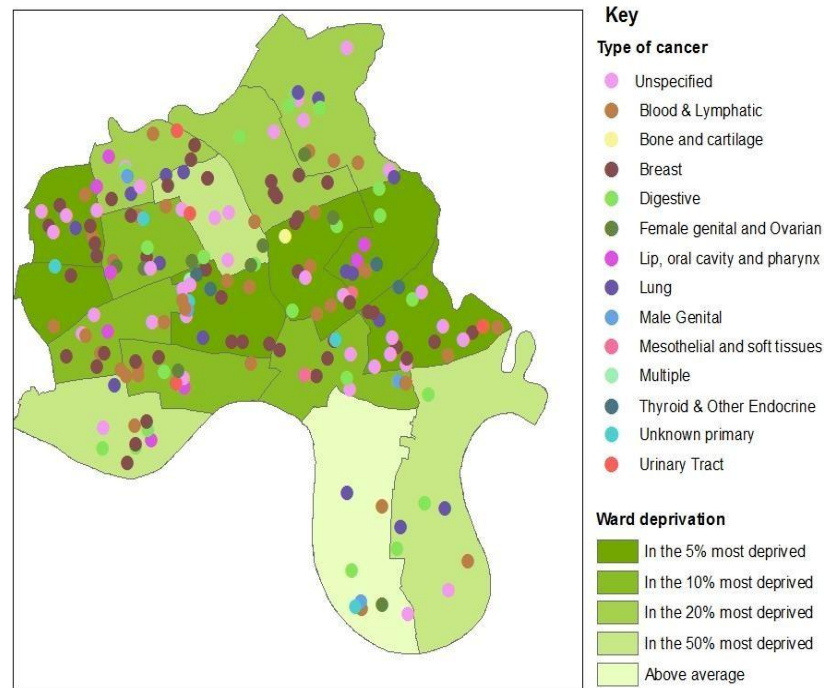 Key
Type of cancer
Unspecified
Blood & Lymphatic
Bone and cartilage
Breast
Digestive
Female genital and Ovarian
Lip, oral cavity and pharynx
Lung
Male Genital
Mesothelial and soft tissues
Multiple
Thyroid & Other Endocrine
Unknown primary
Urinary Tract
Ward deprivation
In the 5% most deprived
In the 10% most deprived
In the 20% most deprived
In the 50% most deprived
Above average